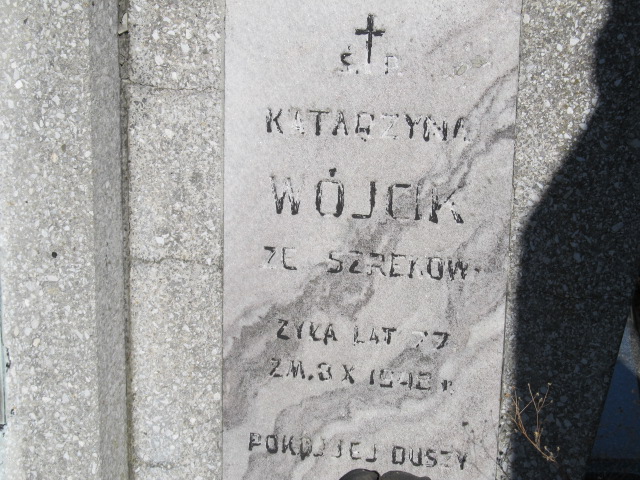 Ś.P.
KATARZYNA
WÓJCIK
ZE SZREKÓW
ŻYŁA LAT 77
ZM. 3 X 1942 r.
POKÓJ JEJ DUSZY